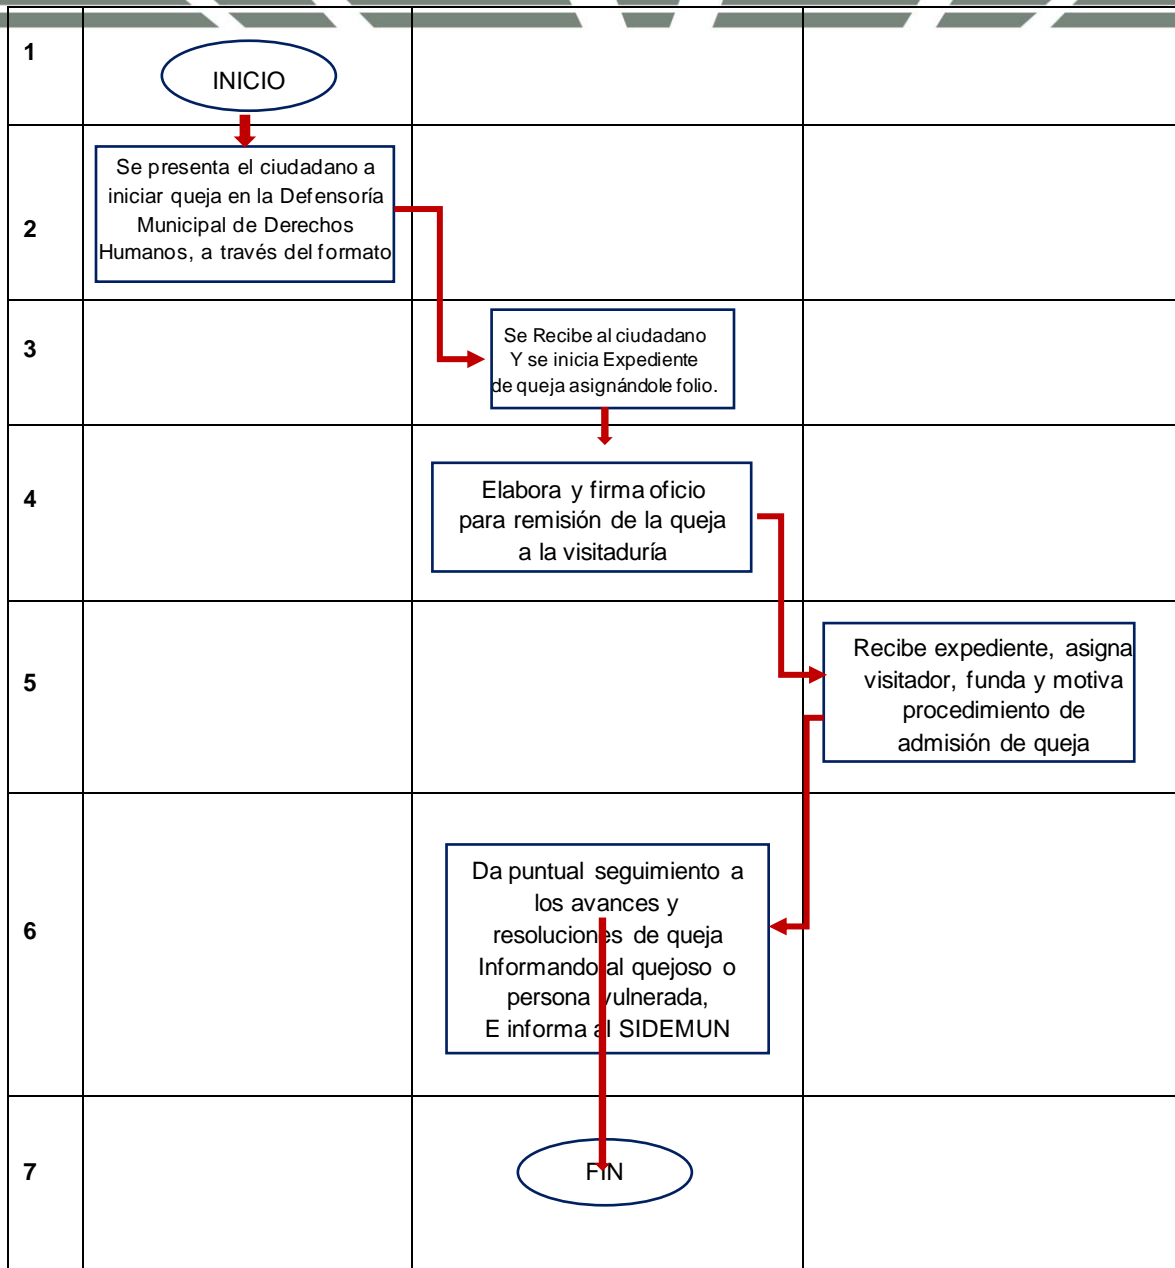 1
INICIO
2
Se presenta el ciudadano a
iniciar queja en la Defensoría
Municipal de Derechos
Humanos, a través del formato
3
Se Recibe al ciudadano
Y se inicia Expediente
de queja asignándole folio.
4
Elabora y firma oficio
para remisión de la queja
a la visitaduría
5
Recibe expediente, asigna
visitador, funda y motiva
procedimiento de
admisión de queja
6
Da puntual seguimiento a
los avances y
resoluciones de queja
Informando al quejoso o
persona vulnerada,
E informa al SIDEMUN
7
FIN